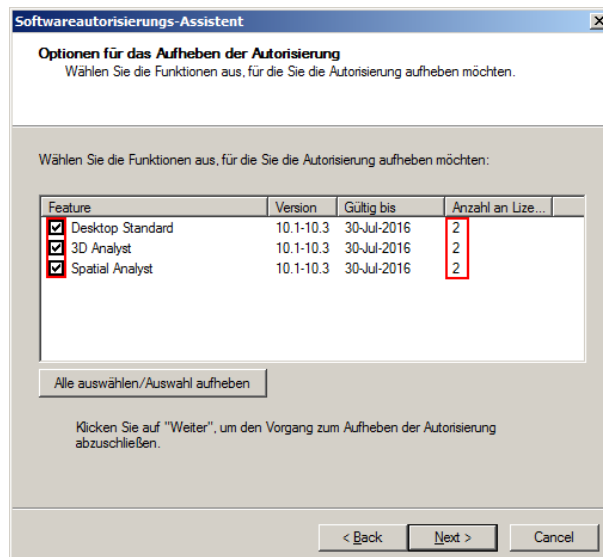 Softwareautorisierungs-Assistent
Optionen für das Aufheben der Autorisierung
Wählen Sie die Funktionen aus, für die Sie die Autorisierung aufheben möchten.
Wählen Sie die Funktionen aus, für die Sie die Autorisierung aufheben möchten:
Feature Version Gültig bis Anzahl an Lize...
Desktop Standard 10.1-10.3 30-Jul-2016 2
3D Analyst 10.1-10.3 30-Jul-2016 2
Spatial Analyst 10.1-10.3 30-Jul-2016 2
Alle auswählen/Auswahl aufheben
Klicken Sie auf "Weiter", um den Vorgang zum Aufheben der Autorisierung
abzuschließen.
< Back Next > Cancel